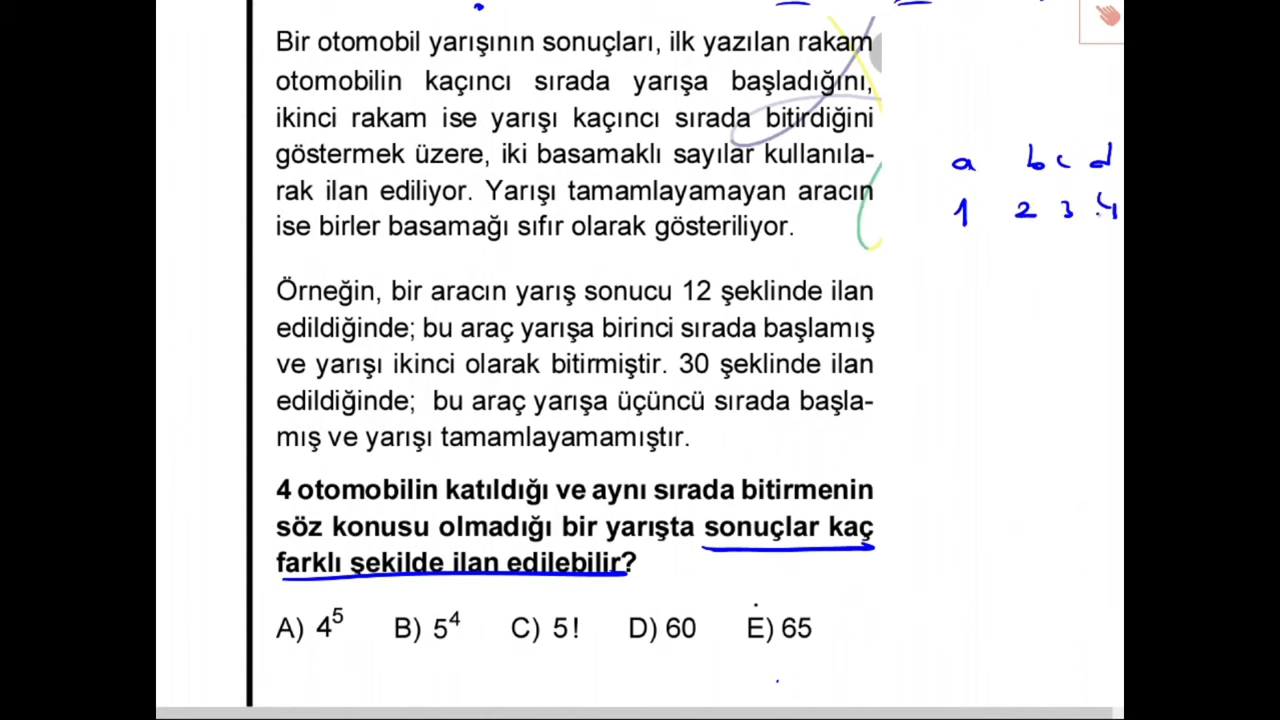 Bir otomobil yarışının sonuçları, ilk yazılan rakam
otomobilin kaçıncı sırada yarışa başladığını,
ikinci rakam ise yarışı kaçıncı sırada bitirdiğini
göstermek üzere, iki basamaklı sayılar kullanıla-
rak ilan ediliyor. Yarışı tamamlayamayan aracın
ise birler basamağı sıfır olarak gösteriliyor.
a b c d
1 2 3 4
Örneğin, bir aracın yarış sonucu 12 şeklinde ilan
edildiğinde; bu araç yarışa birinci sırada başlamış
ve yarışı ikinci olarak bitirmiştir. 30 şeklinde ilan
edildiğinde; bu araç yarışa üçüncü sırada başla-
mış ve yarışı tamamlayamamıştır.
4 otomobilin katıldığı ve aynı sırada bitirmenin
söz konusu olmadığı bir yarışta sonuçlar kaç
farklı şekilde ilan edilebilir?
A) 4⁵ B) 5⁴ C) 5! D) 60 E) 65